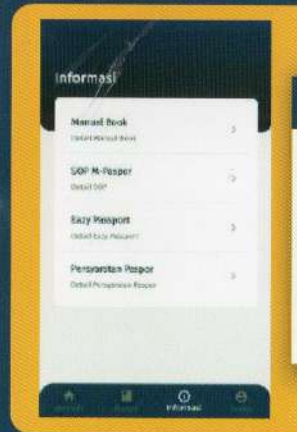 Informasi
Manual Book
Detail Manual Book
SOP M-Paspor
Detail SOP
Eazy Passport
Detail Eazy Passport
Persyaratan Paspor
Detail Persyaratan Paspor
Informasi